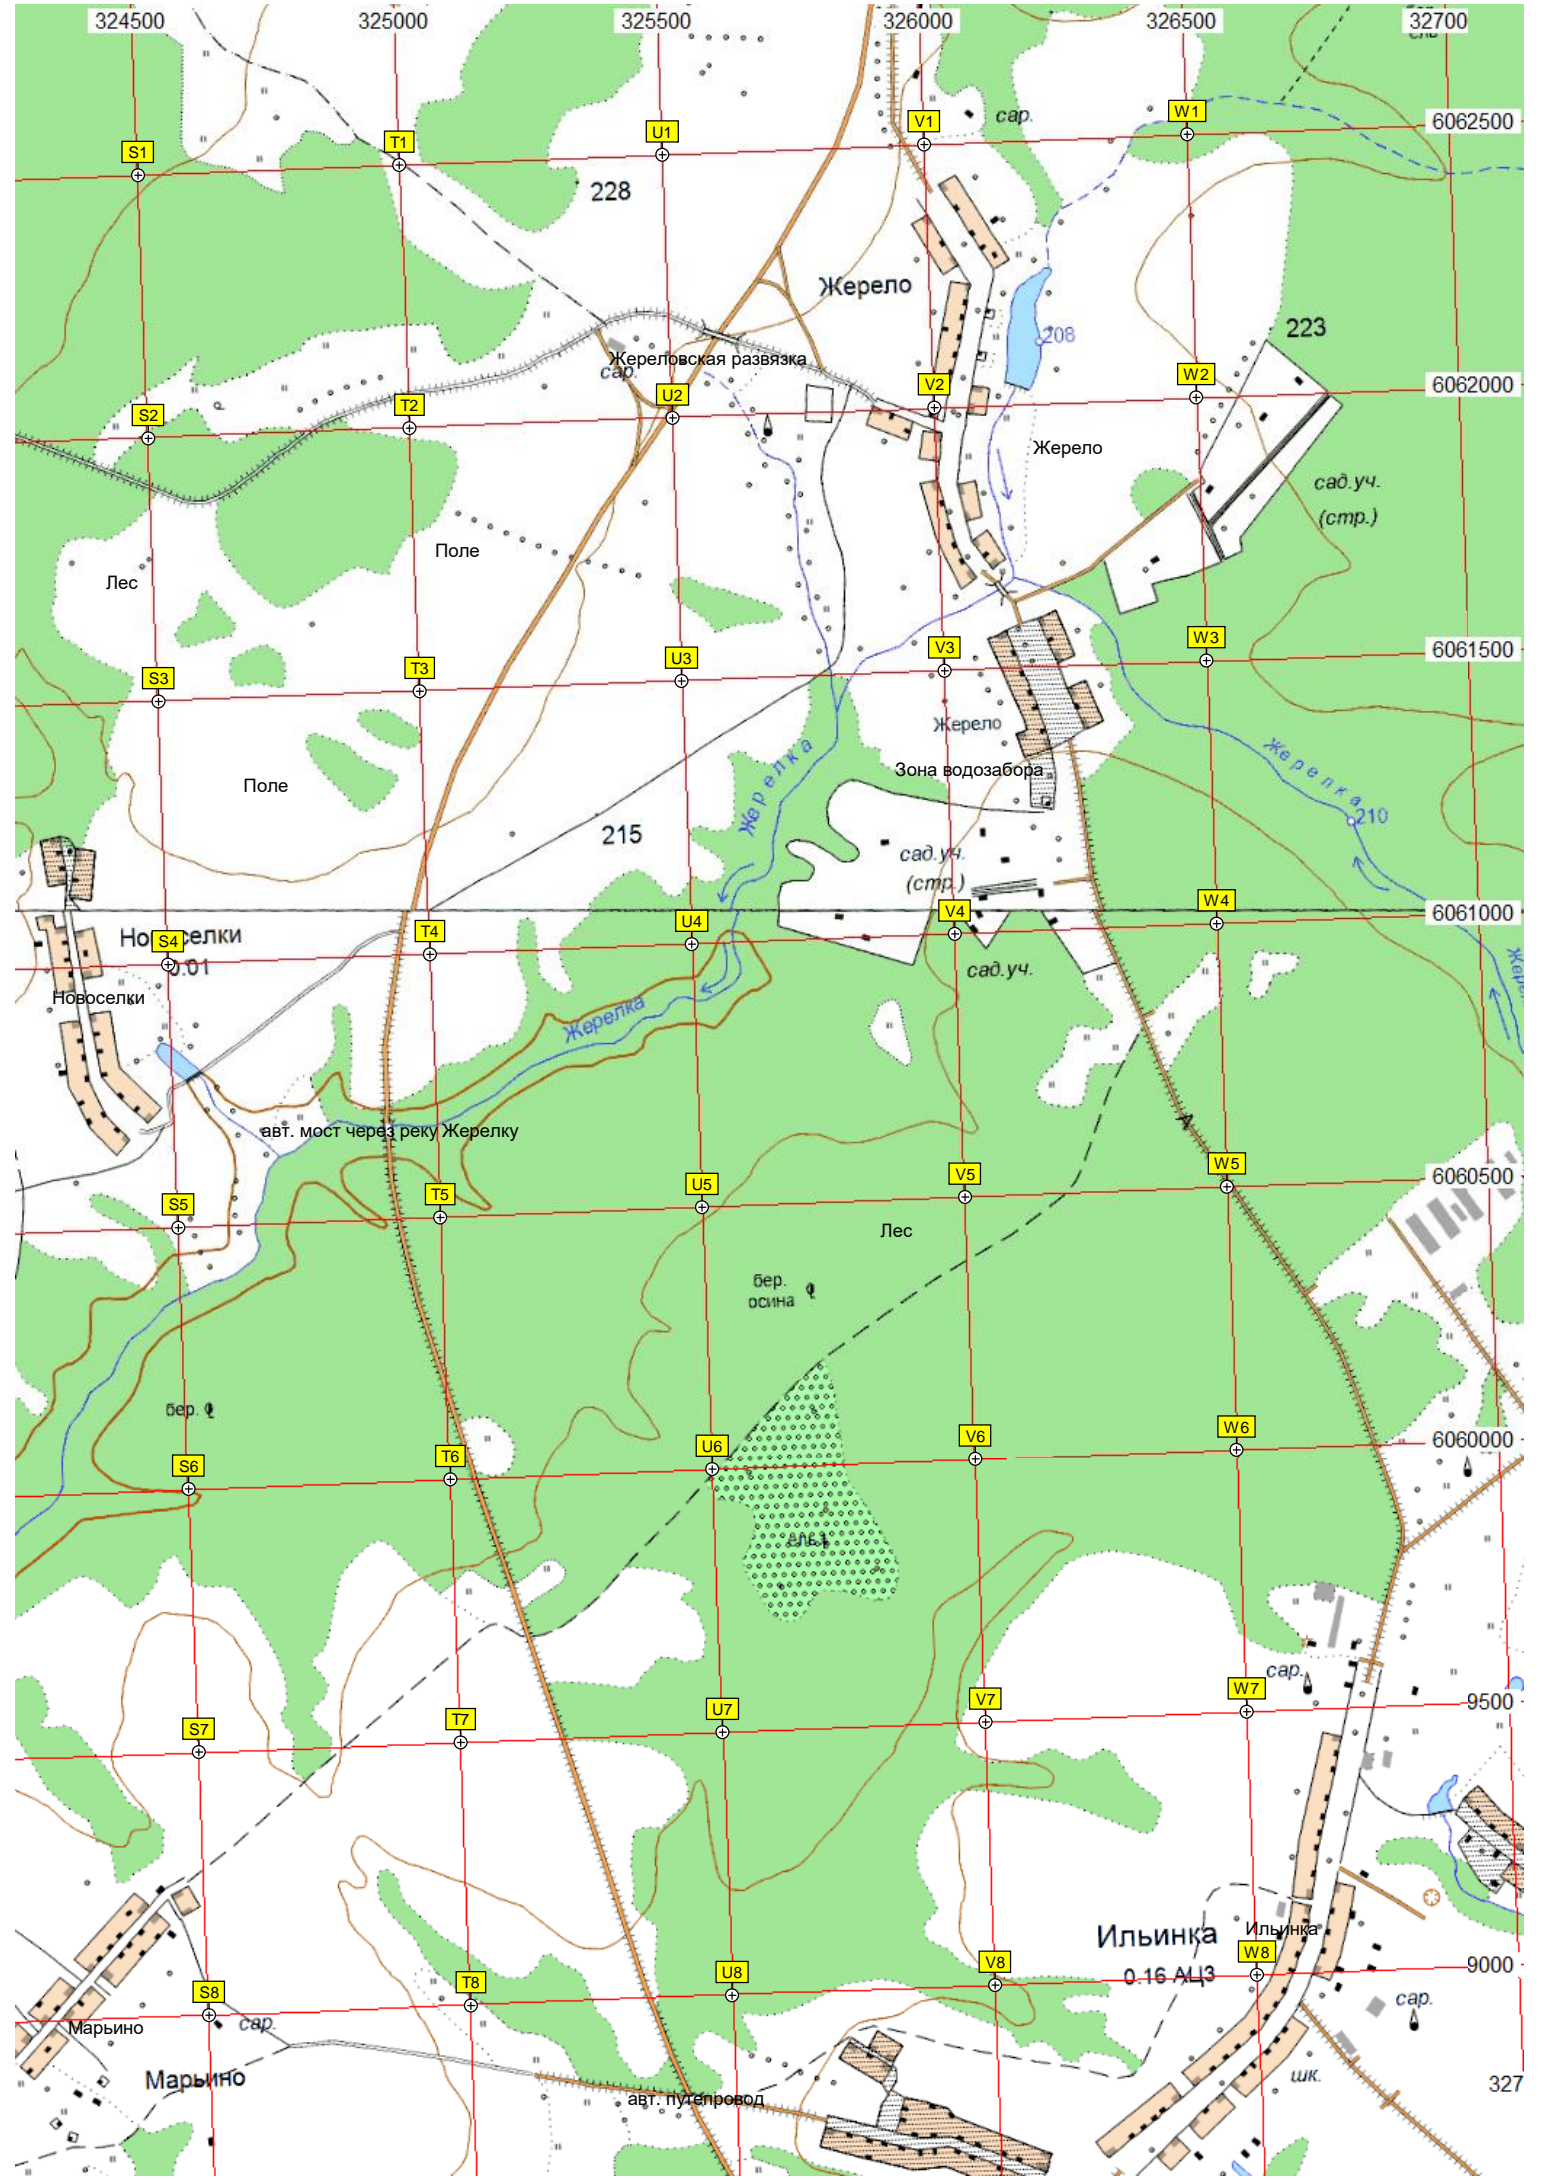 324500 325000 325500 326000 326500 32700
V1 W1 6062500
сар.
S1 T1 U1
228
Жерело
208 223
Жереловская развязка
сар.
S2 T2 U2 V2 W2 6062000
Жерело
сад.уч.
(стр.)
Поле
Лес
S3 T3 U3 V3 W3 6061500
Жерело
Зона водозабора
Жерелка
Жерелка
Поле
210
215
сад.уч.
(стр.)
S4 T4 U4 V4 W4 6061000
Новоселки
0.01
сад.уч.
Новоселки
Жерелка
авт. мост через реку Жерелку
S5 T5 U5 V5 W5 6060500
Лес
бер.
осина
бер.
S6 T6 U6 V6 W6 6060000
ель
сар.
S7 T7 U7 V7 W7 9500
Ильинка
Ильинка
0.16 АЦЗ
S8 T8 U8 V8 W8 9000
сар.
сар.
Марьино
Марьино
шк.
327
авт. путепровод